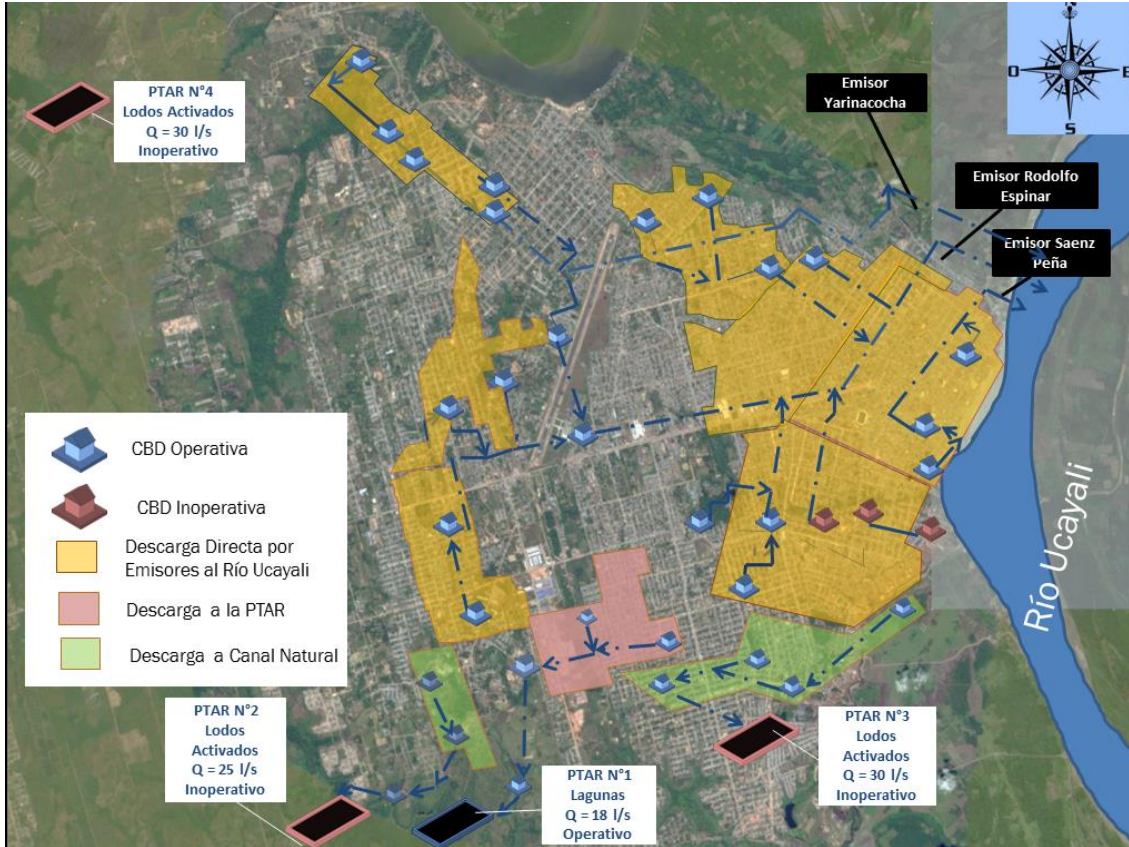 N
O
E
S
PTAR N°4
Lodos Activados
Q = 30 l/s
Inoperativo
Emisor
Yarinacocha
Emisor Rodolfo
Espinar
Emisor Saenz
Peña
CBD Operativa
CBD Inoperativa
Descarga Directa por
Emisores al Río Ucayali
Descarga a la PTAR
Descarga a Canal Natural
Río Ucayali
PTAR N°2
Lodos
Activados
Q = 25 l/s
Inoperativo
PTAR N°1
Lagunas
Q = 18 l/s
Operativo
PTAR N°3
Lodos
Activados
Q = 30 l/s
Inoperativo